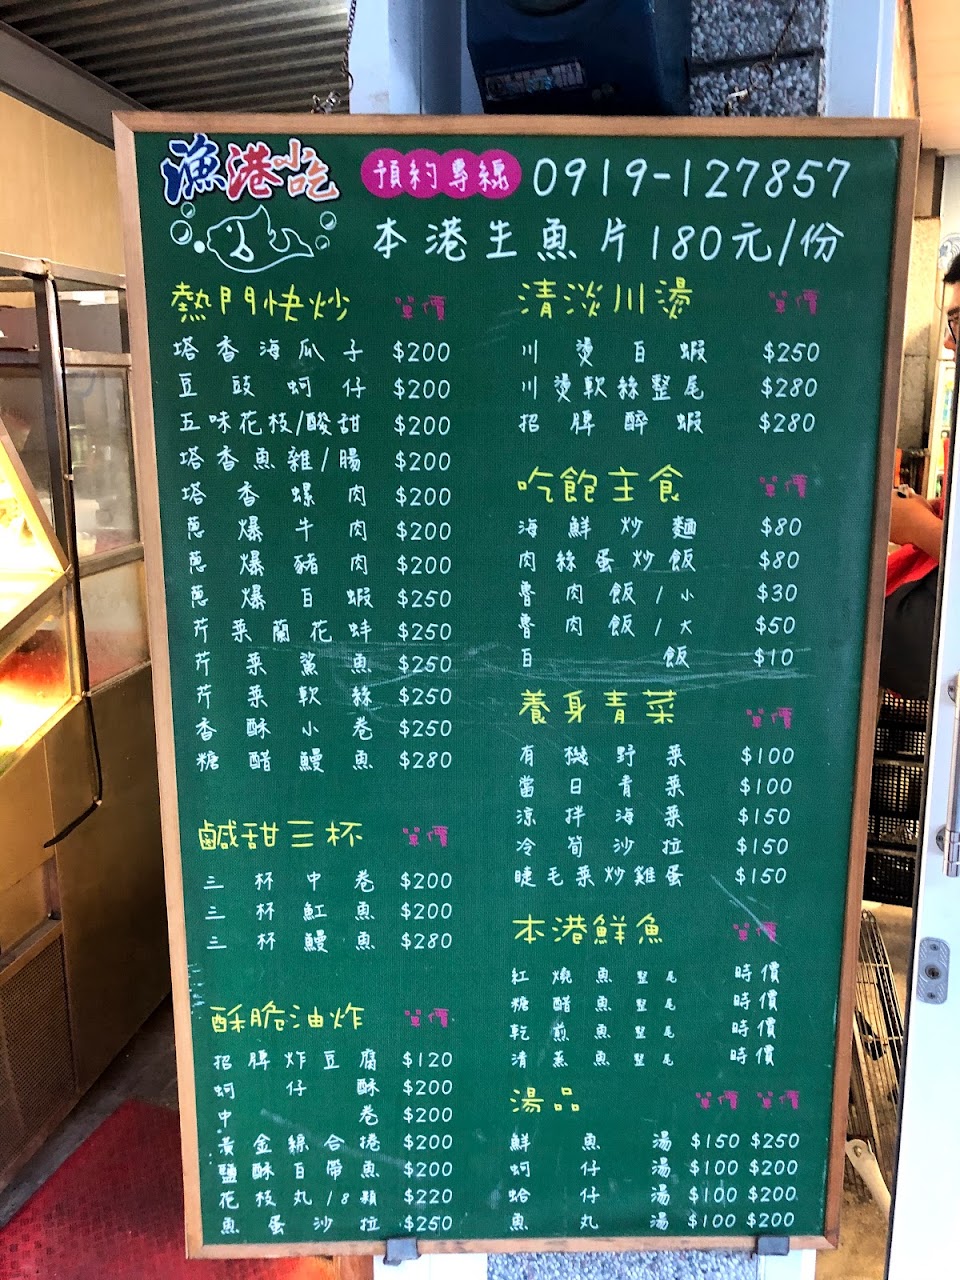 漁港小吃 預約專線 0919-127857
本港生魚片180元/份
熱門快炒 單價
塔香海瓜子 $200
豆豉蚵仔 $200
五味花枝/酸甜 $200
塔香魚雜/腸 $200
塔香螺肉 $200
蔥爆牛肉 $200
蔥爆豬肉 $200
蔥爆白蝦 $250
芹菜蘭花蚌 $250
芹菜鯊魚 $250
芹菜軟絲 $250
香酥小卷 $250
糖醋鰻魚 $280
鹹甜三杯 單價
三杯中卷 $200
三杯魟魚 $200
三杯鰻魚 $280
酥脆油炸 單價
招牌炸豆腐 $120
蚵仔酥 $200
中卷 $200
黃金綜合捲 $200
鹽酥白帶魚 $200
花枝丸/8顆 $220
魚蛋沙拉 $250
清淡川燙 單價
川燙白蝦 $250
川燙軟絲整尾 $280
招牌醉蝦 $280
吃飽主食 單價
海鮮炒麵 $80
肉絲蛋炒飯 $80
魯肉飯/小 $30
魯肉飯/大 $50
白飯 $10
養身青菜 單價
有機野菜 $100
當日青菜 $100
涼拌海菜 $150
冷筍沙拉 $150
睫毛菜炒雞蛋 $150
本港鮮魚 單價
紅燒魚整尾 時價
糖醋魚整尾 時價
乾煎魚整尾 時價
清蒸魚整尾 時價
湯品 單價 單價
鮮魚湯 $150 $250
蚵仔湯 $100 $200
蛤仔湯 $100 $200
魚丸湯 $100 $200